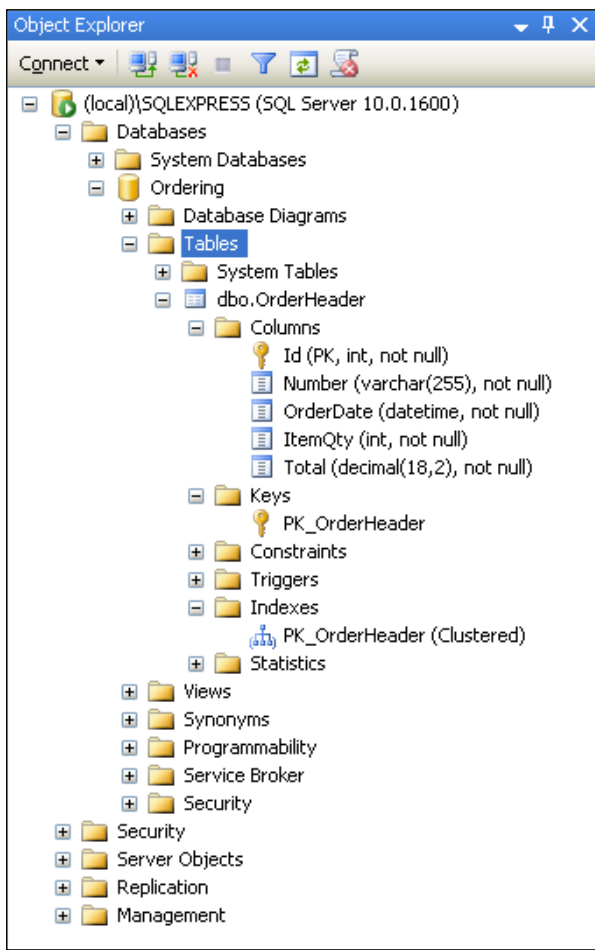 Object Explorer
Connect
(local)\SQLEXPRESS (SQL Server 10.0.1600)
Databases
System Databases
Ordering
Database Diagrams
Tables
System Tables
dbo.OrderHeader
Columns
Id (PK, int, not null)
Number (varchar(255), not null)
OrderDate (datetime, not null)
ItemQty (int, not null)
Total (decimal(18,2), not null)
Keys
PK_OrderHeader
Constraints
Triggers
Indexes
PK_OrderHeader (Clustered)
Statistics
Views
Synonyms
Programmability
Service Broker
Security
Security
Server Objects
Replication
Management